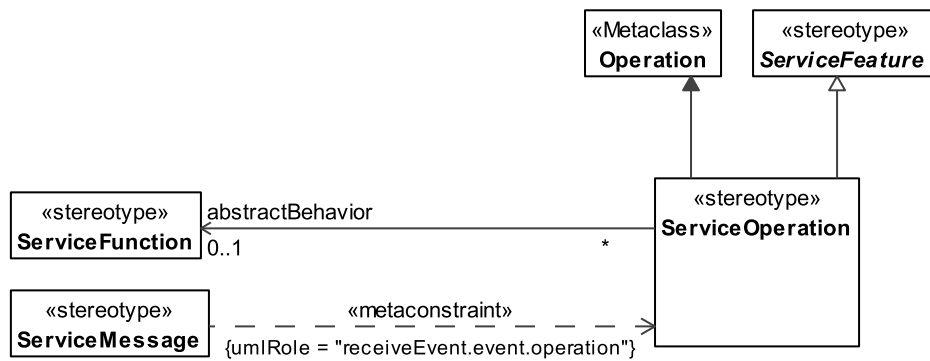 «Metaclass»
Operation
«stereotype»
ServiceFeature
«stereotype»
ServiceFunction
abstractBehavior
0..1
*
«stereotype»
ServiceOperation
«stereotype»
ServiceMessage
«metaconstraint»
{umlRole = "receiveEvent.event.operation"}